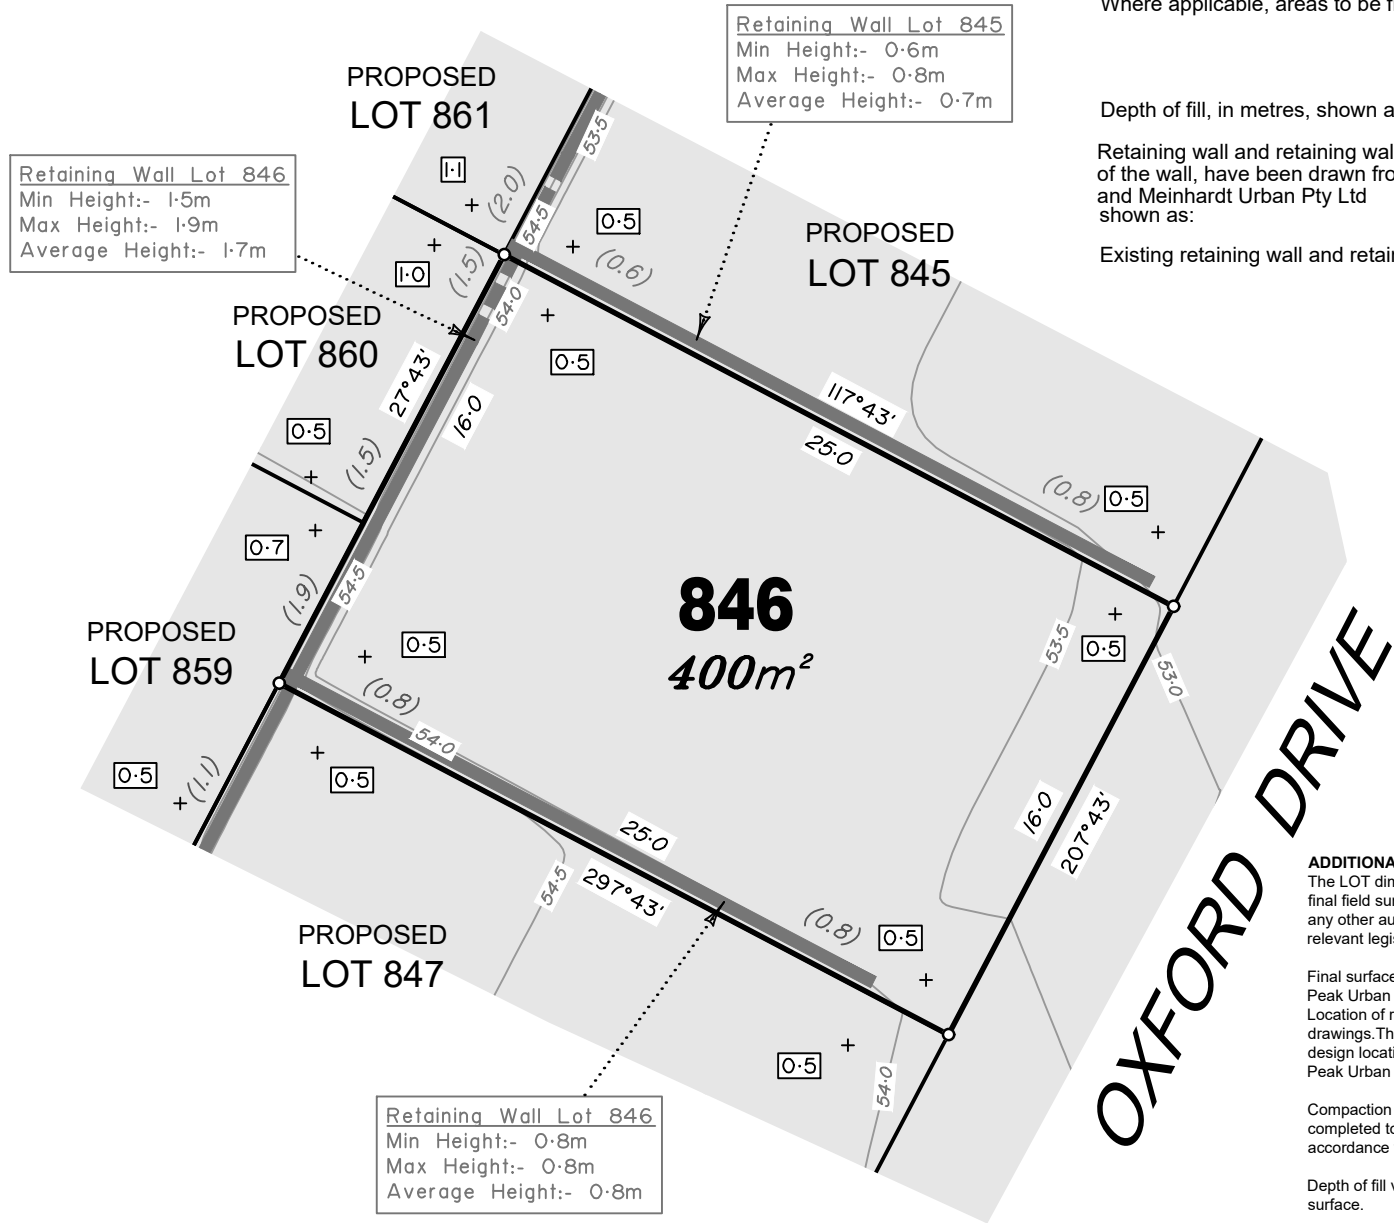 Where applicable, areas to be f
Retaining Wall Lot 845
Min Height:- 0·6m
Max Height:- 0·8m
Average Height:- 0·7m
PROPOSED
LOT 861
Depth of fill, in metres, shown a
Retaining wall and retaining wal
of the wall, have been drawn fro
and Meinhardt Urban Pty Ltd
shown as:
Existing retaining wall and retair
Retaining Wall Lot 846
Min Height:- 1·5m
Max Height:- 1·9m
Average Height:- 1·7m
1·1
(2.0)
53·5
54·5
0·5
(0.6)
PROPOSED
LOT 845
1·0
(1.5)
54·0
0·5
PROPOSED
LOT 860
27°43'
16·0
117°43'
25·0
0·5
(1.5)
(0.8)
0·5
0·7
(1.9)
54·5
846
400m²
53·5
0·5
53·0
PROPOSED
LOT 859
0·5
(0.8)
54·0
0·5
0·5
(1.1)
25·0
297°43'
54·5
16·0
207°43'
OXFORD DRIVE
PROPOSED
LOT 847
(0.8)
0·5
0·5
54·0
Retaining Wall Lot 846
Min Height:- 0·8m
Max Height:- 0·8m
Average Height:- 0·8m
ADDITIONA
The LOT dim
final field sur
any other au
relevant legis
Final surface
Peak Urban
Location of r
drawings.Th
design locati
Peak Urban
Compaction
completed to
accordance
Depth of fill v
surface.